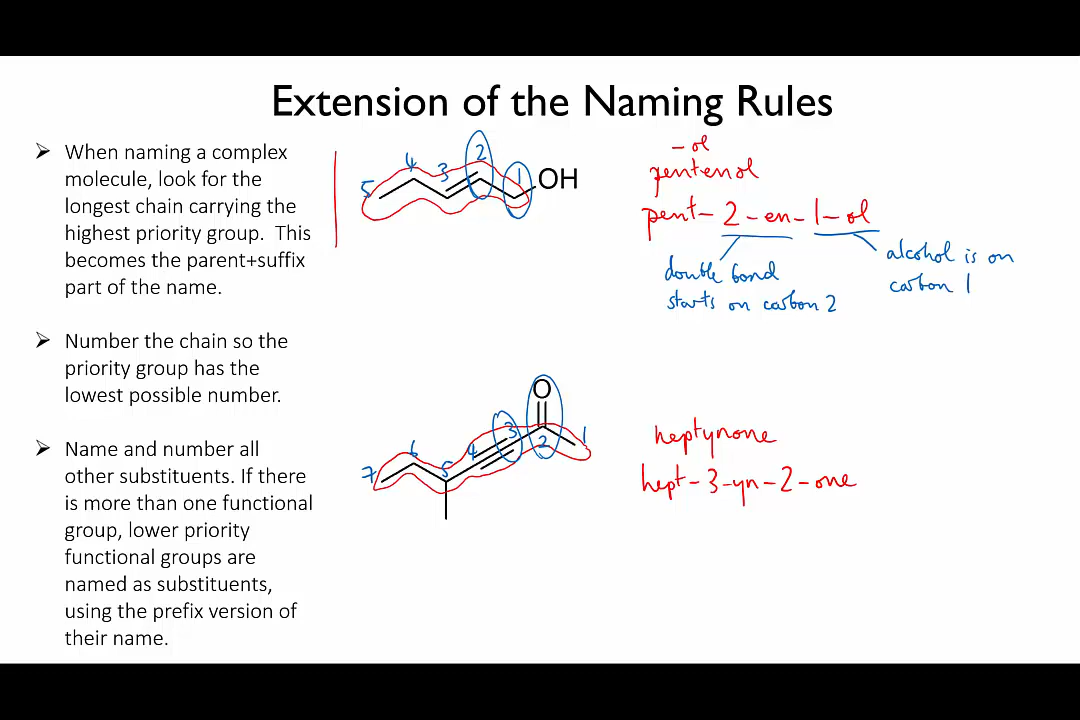 Extension of the Naming Rules
➢ When naming a complex
molecule, look for the
longest chain carrying the
highest priority group. This
becomes the parent+suffix
part of the name.
➢ Number the chain so the
priority group has the
lowest possible number.
➢ Name and number all
other substituents. If there
is more than one functional
group, lower priority
functional groups are
named as substituents,
using the prefix version of
their name.
5 4 3 2 1 OH
-ol
pentenol
pent-2-en-1-ol
double bond
starts on carbon 2
alcohol is on
carbon 1
O
7 6 5 4 3 2 1
heptynone
hept-3-yn-2-one